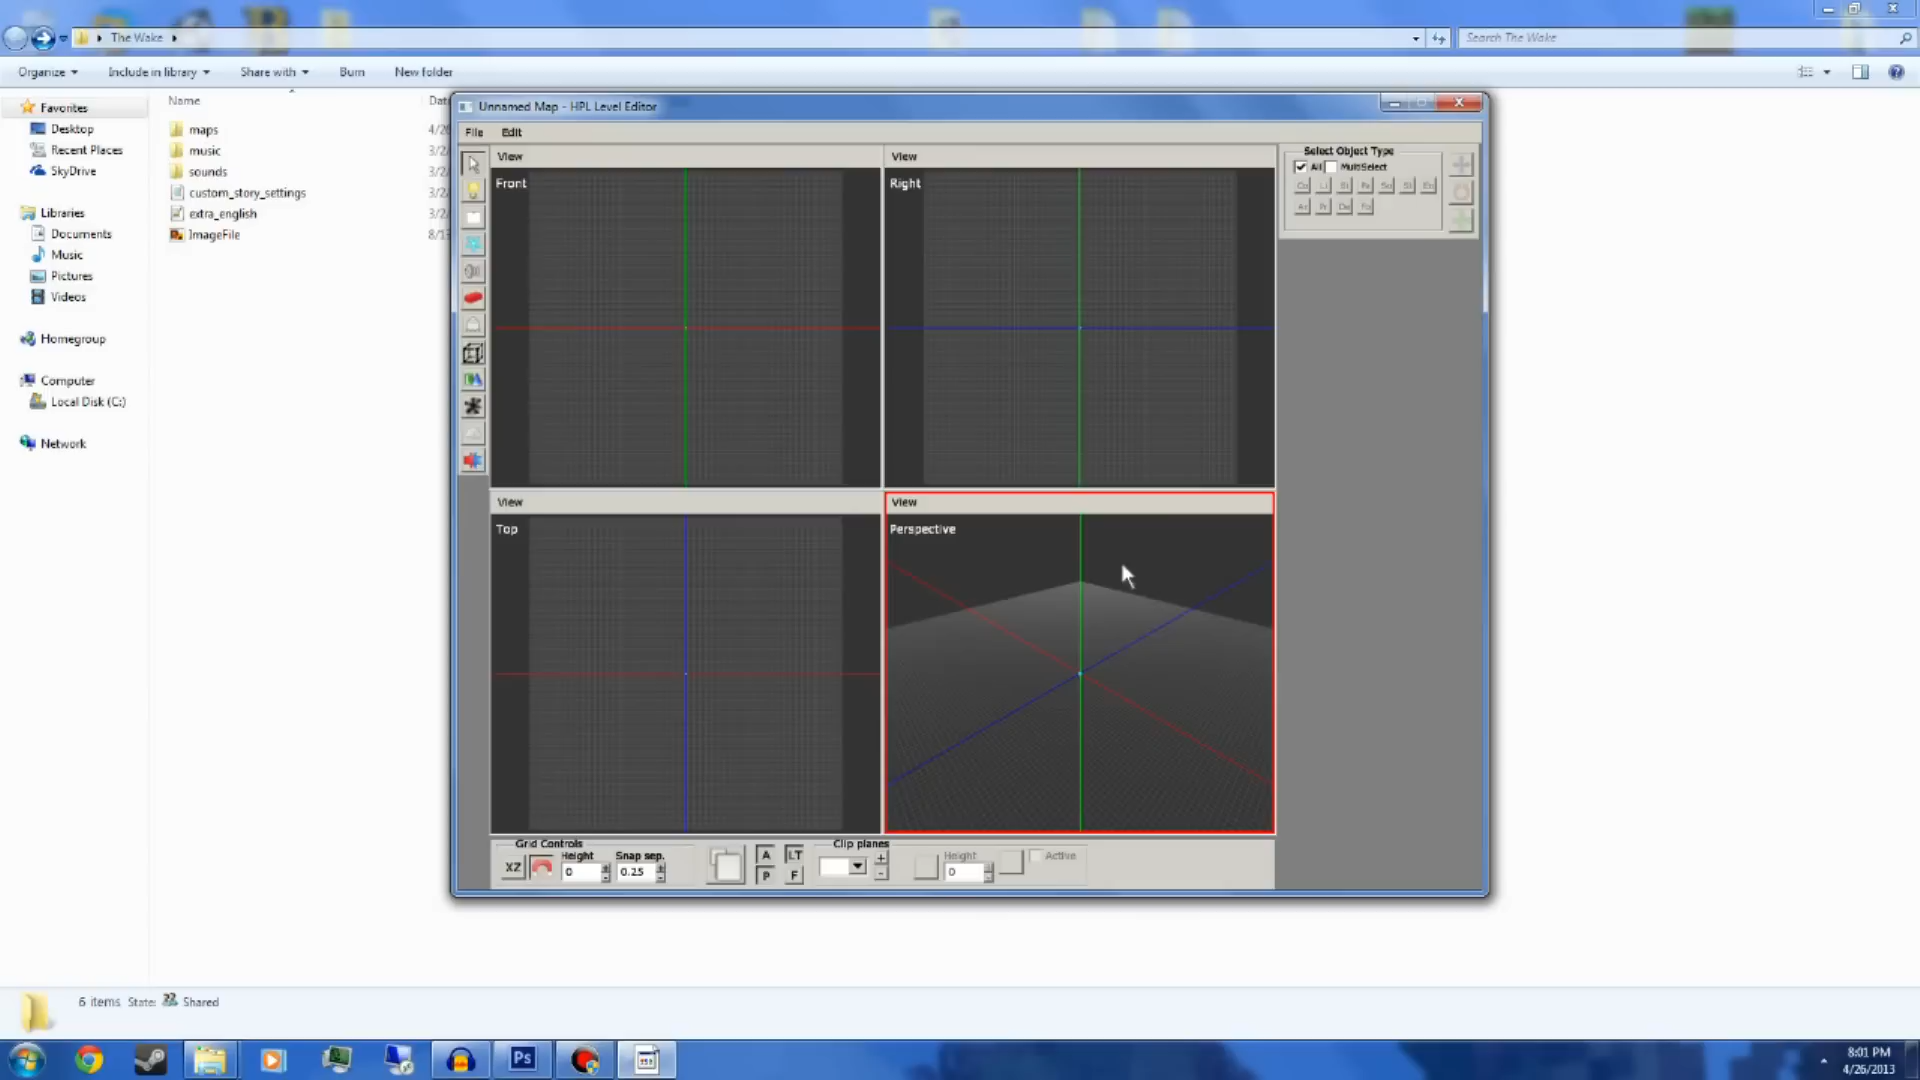 The Wake
Search The Wake
Organize
Include in library
Share with
Burn
New folder
Favorites
Desktop
Recent Places
SkyDrive
Libraries
Documents
Music
Pictures
Videos
Homegroup
Computer
Local Disk (C:)
Network
Name
maps
music
sounds
custom_story_settings
extra_english
ImageFile
Unnamed Map - HPL Level Editor
File Edit
View
Front
View
Right
View
Top
View
Perspective
Select Object Type
All MultiSelect
Grid Controls
XZ
Height
0
Snap sep.
0.25
A
P
LT
F
Clip planes
+
-
Height
0
Active
6 items State: Shared
Ps
8:01 PM
4/26/2013